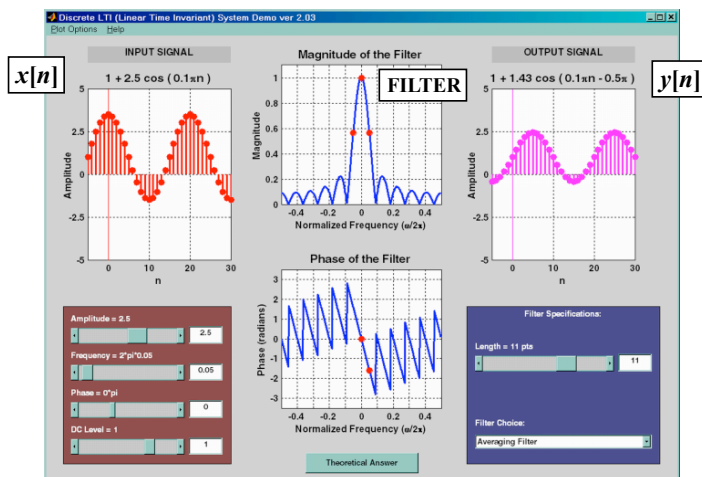 Discrete LTI (Linear Time Invariant) System Demo ver 2.03
Plot Options Help
INPUT SIGNAL
1 + 2.5 cos ( 0.1πn )
x[n]
5
2.5
0
-2.5
-5
Amplitude
0 10 20 30
n
Magnitude of the Filter
FILTER
1
0.8
0.6
0.4
0.2
0
Magnitude
-0.4 -0.2 0 0.2 0.4
Normalized Frequency (ω/2π)
OUTPUT SIGNAL
1 + 1.43 cos ( 0.1πn - 0.5π )
y[n]
5
2.5
0
-2.5
-5
Amplitude
0 10 20 30
n
Phase of the Filter
3
2
1
0
-1
-2
-3
Phase (radians)
-0.4 -0.2 0 0.2 0.4
Normalized Frequency (ω/2π)
Amplitude = 2.5
2.5
Frequency = 2*pi*0.05
0.05
Phase = 0*pi
0
DC Level = 1
1
Theoretical Answer
Filter Specifications:
Length = 11 pts
11
Filter Choice:
Averaging Filter